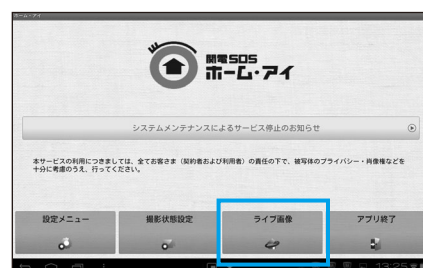 ホーム・アイ
関電SOS
ホーム・アイ
システムメンテナンスによるサービス停止のお知らせ
本サービスの利用につきましては、全てお客さま（契約者および利用者）の責任の下で、被写体のプライバシー・肖像権などを
十分に考慮のうえ、行ってください。
設定メニュー
撮影状態設定
ライブ画像
アプリ終了
13:25